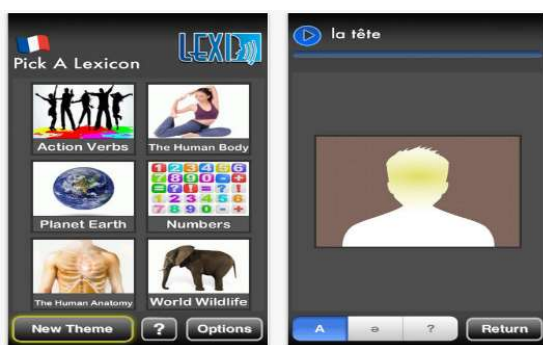 LEXID
Pick A Lexicon
Action Verbs
The Human Body
Planet Earth
Numbers
The Human Anatomy
World Wildlife
New Theme
?
Options
la tête
A
ə
?
Return